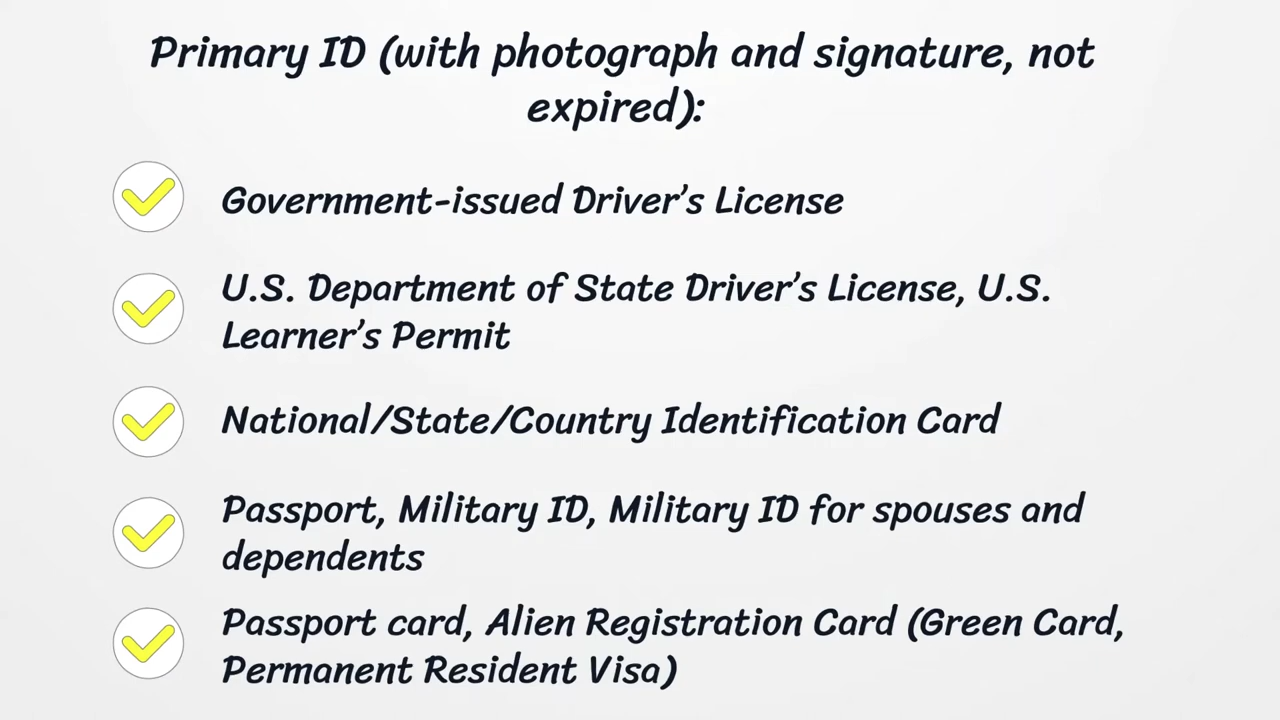 Primary ID (with photograph and signature, not
expired):
Government-issued Driver's License
U.S. Department of State Driver's License, U.S.
Learner's Permit
National/State/Country Identification Card
Passport, Military ID, Military ID for spouses and
dependents
Passport card, Alien Registration Card (Green Card,
Permanent Resident Visa)